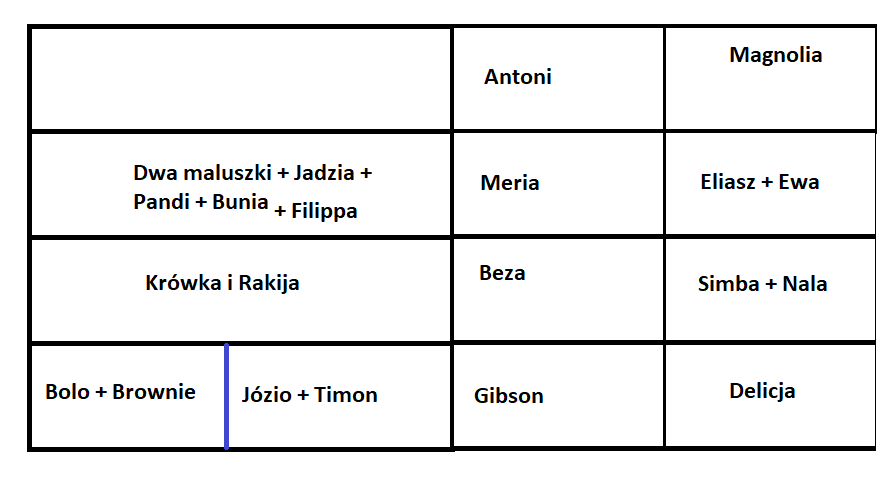 Antoni
Magnolia
Dwa maluszki + Jadzia +
Pandi + Bunia + Filippa
Meria
Eliasz + Ewa
Krówka i Rakija
Beza
Simba + Nala
Bolo + Brownie
Józio + Timon
Gibson
Delicja